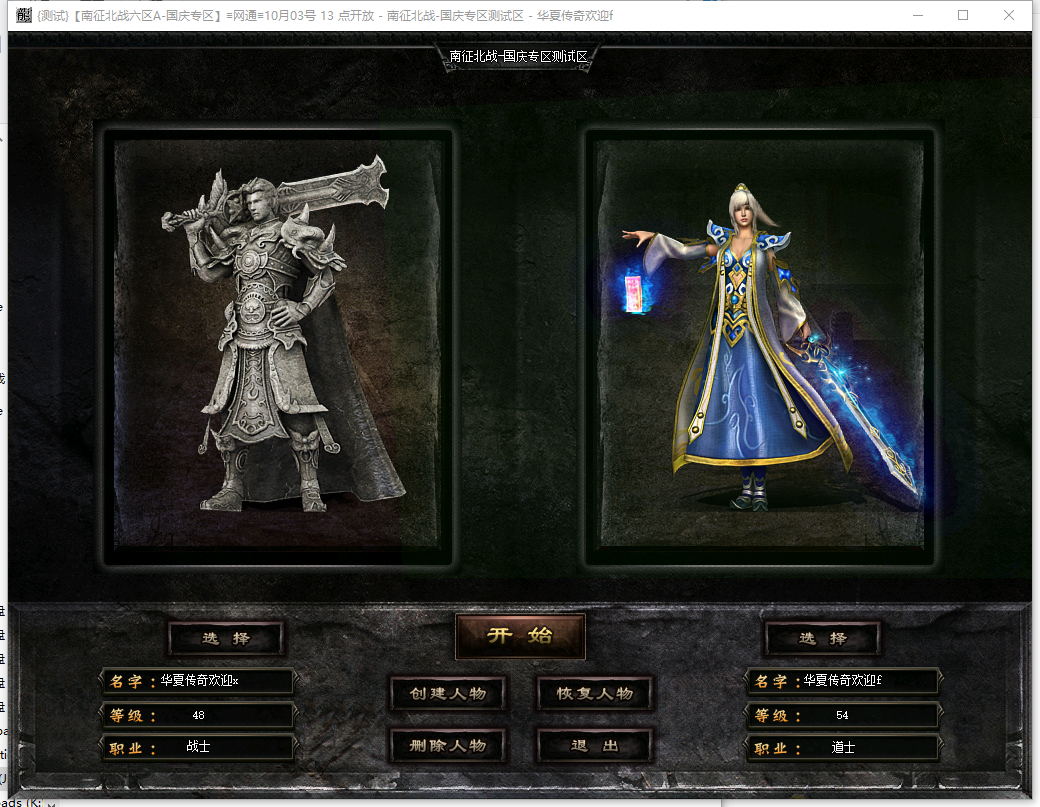 {测试}【南征北战六区A-国庆专区】≡网通≡10月03号 13 点开放 - 南征北战-国庆专区测试区 - 华夏传奇欢迎f
南征北战-国庆专区测试区
选 择
开 始
选 择
名字：华夏传奇欢迎x
等级： 48
职业： 战士
创建人物
恢复人物
删除人物
退 出
名字：华夏传奇欢迎f
等级： 54
职业： 道士